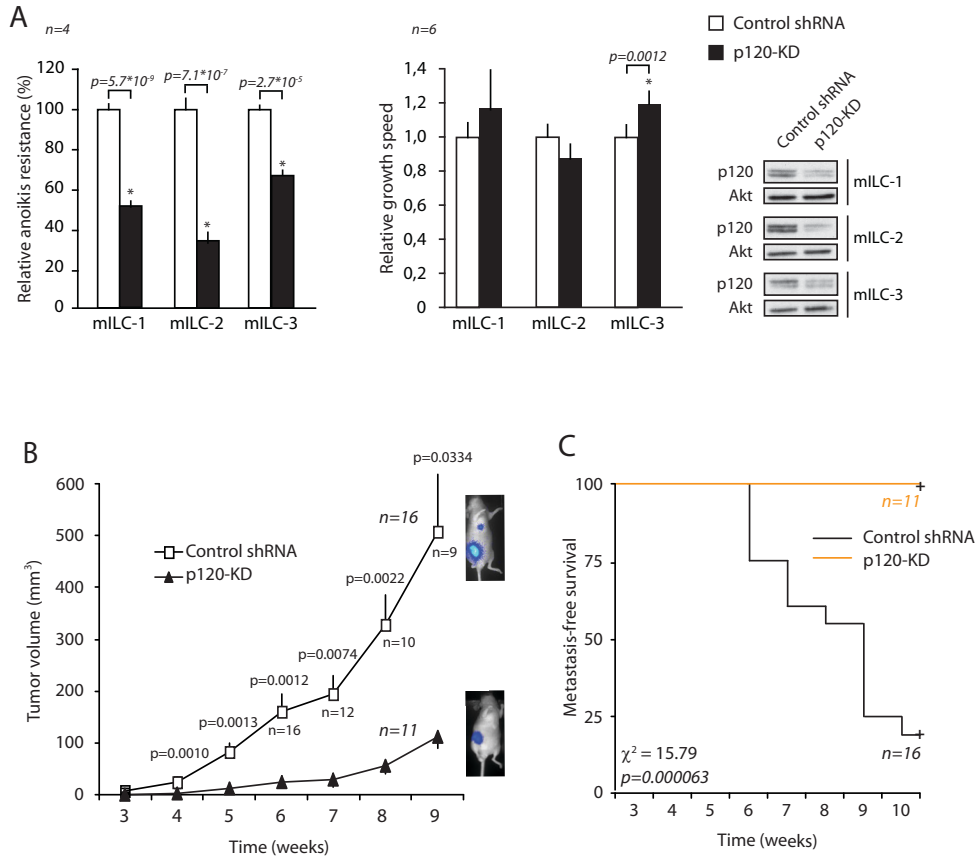 A
n=4
Relative anoikis resistance (%)
120
100
80
60
40
20
0
p=5.7*10⁻⁹
p=7.1*10⁻⁷
p=2.7*10⁻⁵
*
*
*
mILC-1
mILC-2
mILC-3
n=6
Relative growth speed
1,4
1,2
1,0
0,8
0,6
0,4
0,2
0
p=0.0012
*
mILC-1
mILC-2
mILC-3
Control shRNA
p120-KD
Control shRNA
p120-KD
p120
Akt
mILC-1
p120
Akt
mILC-2
p120
Akt
mILC-3
B
Tumor volume (mm³)
600
500
400
300
200
100
0
Control shRNA
p120-KD
p=0.0010
p=0.0013
p=0.0012
p=0.0074
p=0.0022
p=0.0334
n=16
n=9
n=10
n=12
n=16
n=11
3
4
5
6
7
8
9
Time (weeks)
C
Metastasis-free survival
100
75
50
25
0
n=11
Control shRNA
p120-KD
χ² = 15.79
p=0.000063
n=16
3
4
5
6
7
8
9
10
Time (weeks)